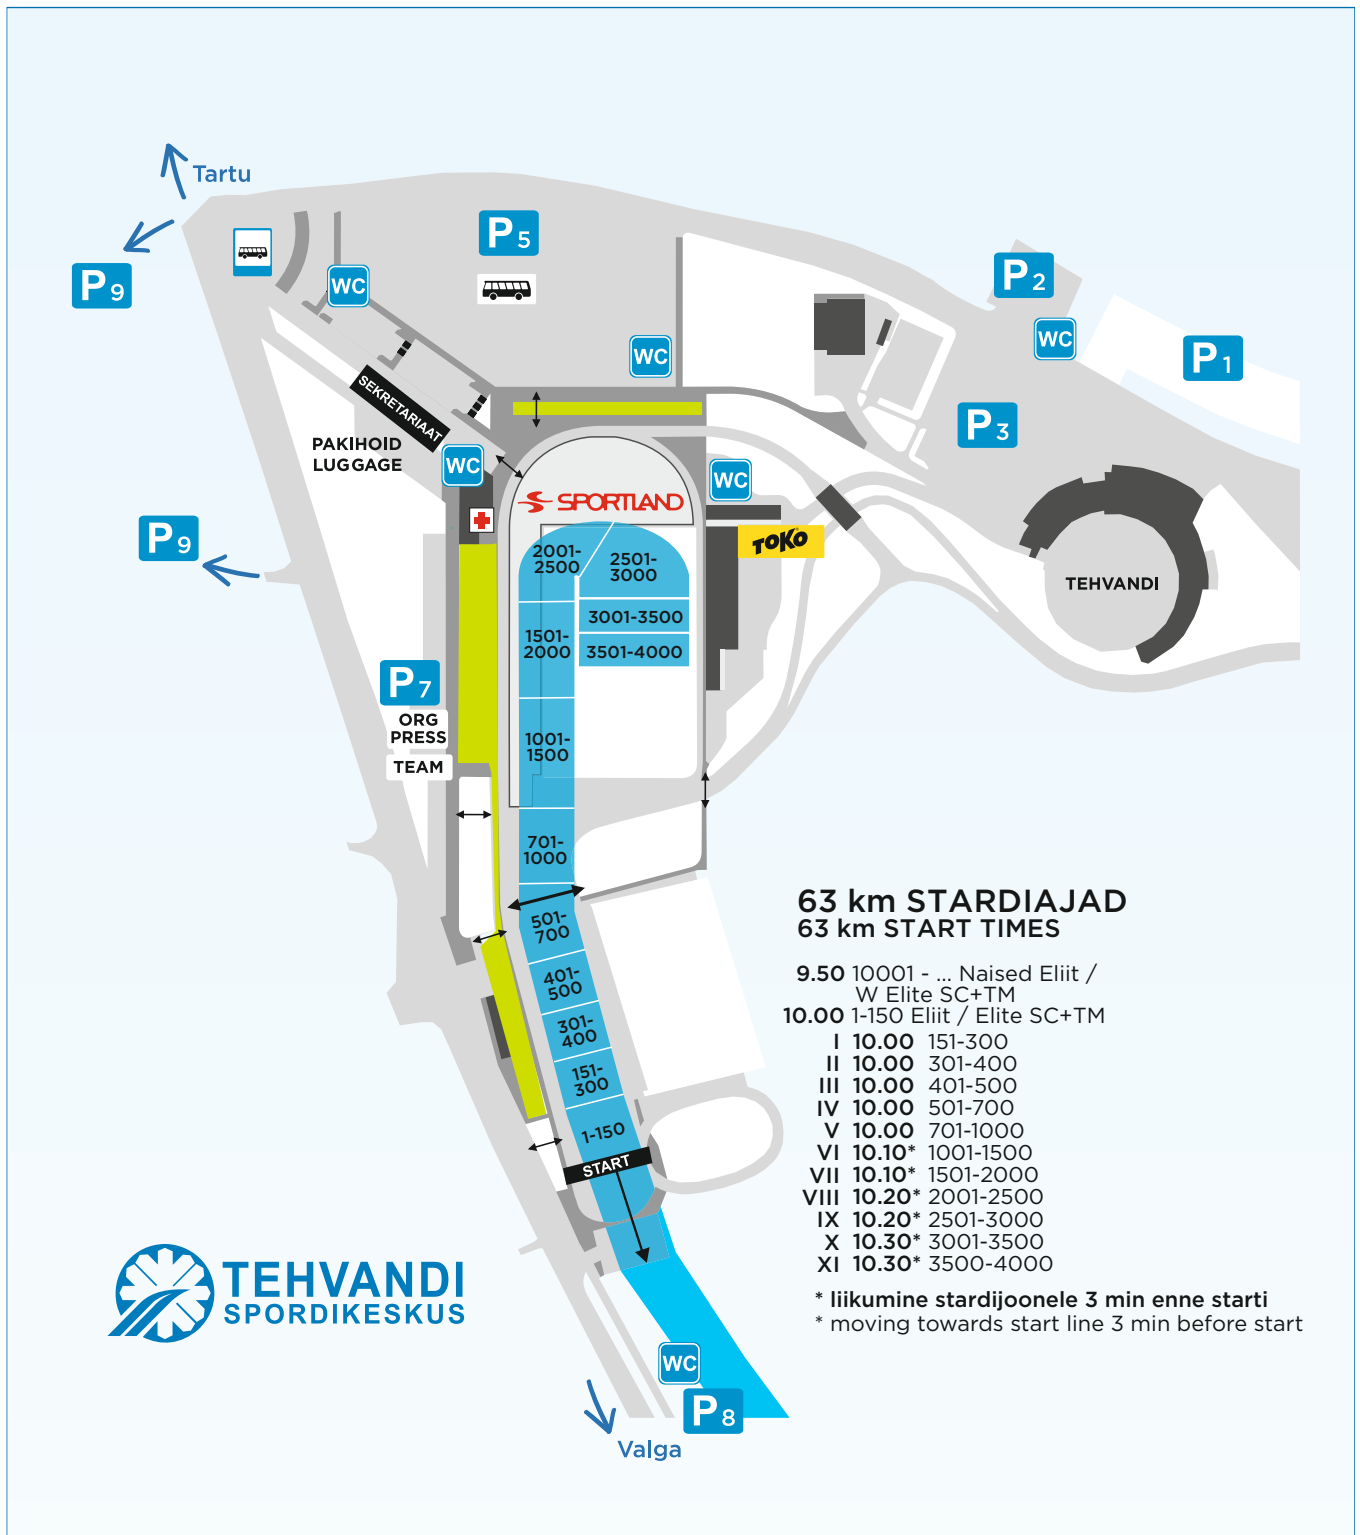 Tartu
P5
P9
WC
P2
WC
WC
P1
SEKRETARIAAT
P3
PAKIHOID
LUGGAGE
WC
WC
SPORTLAND
TOKO
P9
2001-
2500
2501-
3000
TEHVANDI
3001-3500
1501-
2000
3501-4000
P7
ORG
PRESS
TEAM
1001-
1500
701-
1000
501-
700
401-
500
301-
400
151-
300
1-150
START
63 km STARDIAJAD
63 km START TIMES
9.50 10001 - ... Naised Eliit /
W Elite SC+TM
10.00 1-150 Eliit / Elite SC+TM
I 10.00 151-300
II 10.00 301-400
III 10.00 401-500
IV 10.00 501-700
V 10.00 701-1000
VI 10.10* 1001-1500
VII 10.10* 1501-2000
VIII 10.20* 2001-2500
IX 10.20* 2501-3000
X 10.30* 3001-3500
XI 10.30* 3500-4000
* liikumine stardijoonele 3 min enne starti
* moving towards start line 3 min before start
TEHVANDI
SPORDIKESKUS
WC
P8
Valga